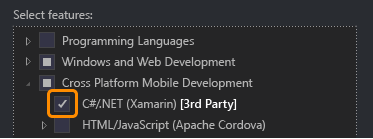 Select features:
Programming Languages
Windows and Web Development
Cross Platform Mobile Development
C#/.NET (Xamarin) [3rd Party]
HTML/JavaScript (Apache Cordova)